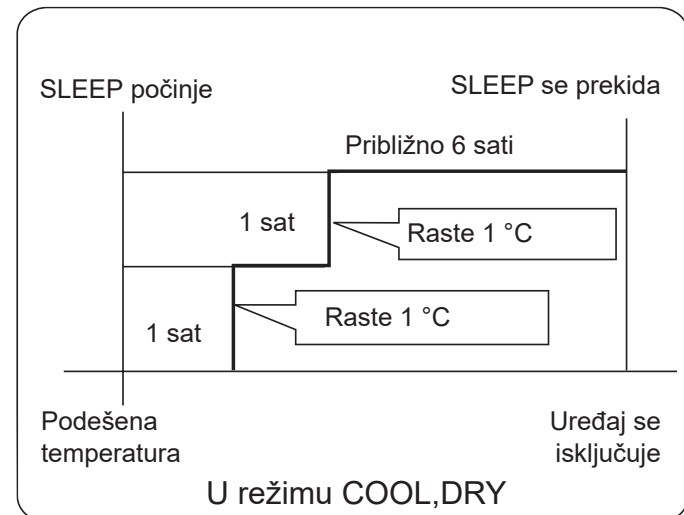 SLEEP počinje
SLEEP se prekida
Približno 6 sati
1 sat
Raste 1 °C
1 sat
Raste 1 °C
Podešena
temperatura
Uređaj se
isključuje
U režimu COOL,DRY